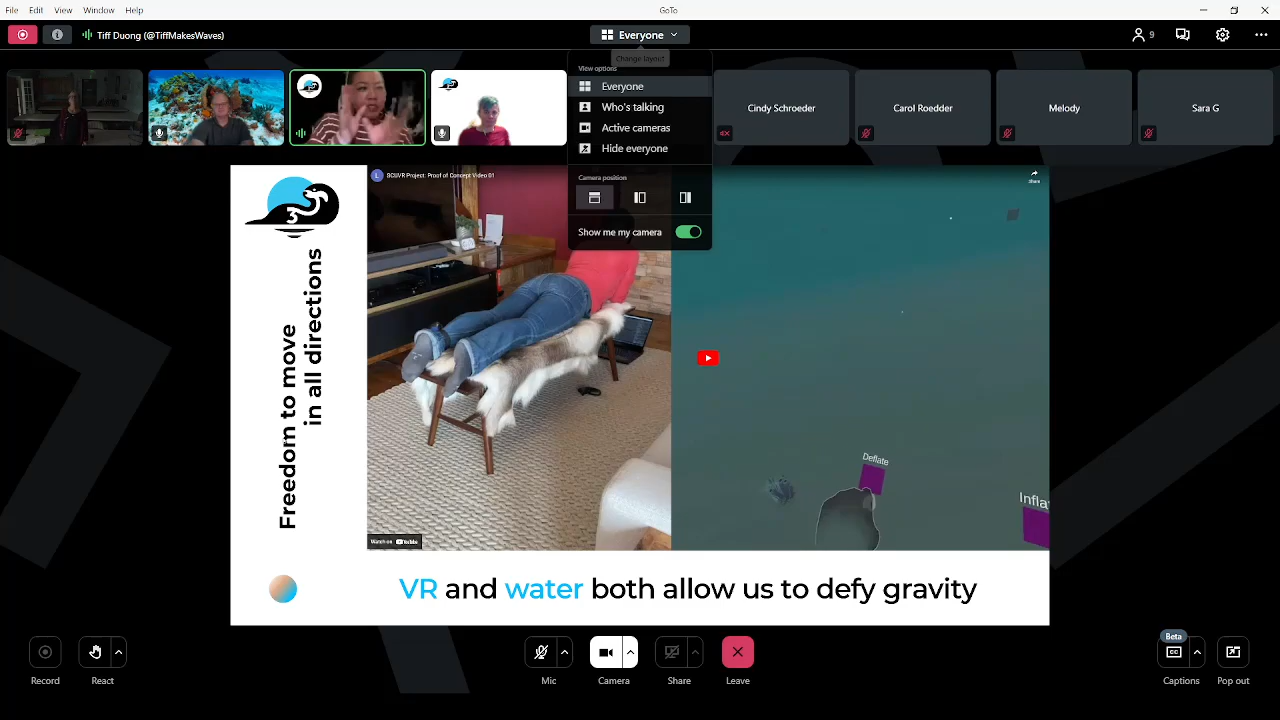 File Edit View Window Help
GoTo
Tiff Duong (@TiffMakesWaves)
Everyone
9
Change layout
View options
Everyone
Who's talking
Active cameras
Hide everyone
Camera position
Show me my camera
Cindy Schroeder
Carol Roedder
Melody
Sara G
3
Freedom to move
in all directions
L
SCUVR Project: Proof of Concept Video 01
Share
Deflate
Infla
Watch on YouTube
VR and water both allow us to defy gravity
Record
React
Mic
Camera
Share
Leave
Beta
CC
Captions
Pop out